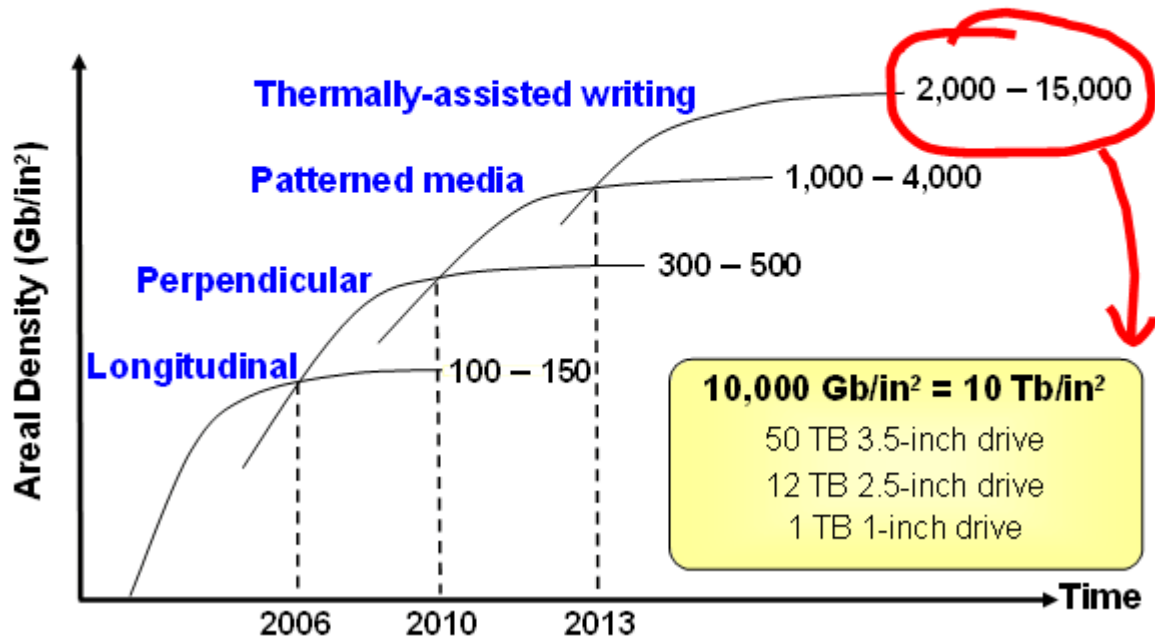 Areal Density (Gb/in²)
Thermally-assisted writing
2,000 – 15,000
Patterned media
1,000 – 4,000
Perpendicular
300 – 500
Longitudinal
100 – 150
10,000 Gb/in² = 10 Tb/in²
50 TB 3.5-inch drive
12 TB 2.5-inch drive
1 TB 1-inch drive
Time
2006
2010
2013